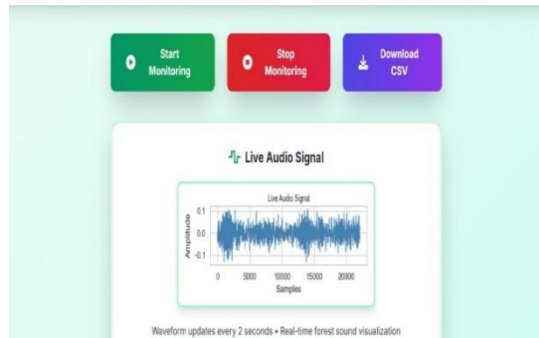 Start
Monitoring
Stop
Monitoring
Download
CSV
Live Audio Signal
Live Audio Signal
Amplitude
0.1
0.0
-0.1
0 5000 10000 15000 20000
Samples
Waveform updates every 2 seconds • Real-time forest sound visualization